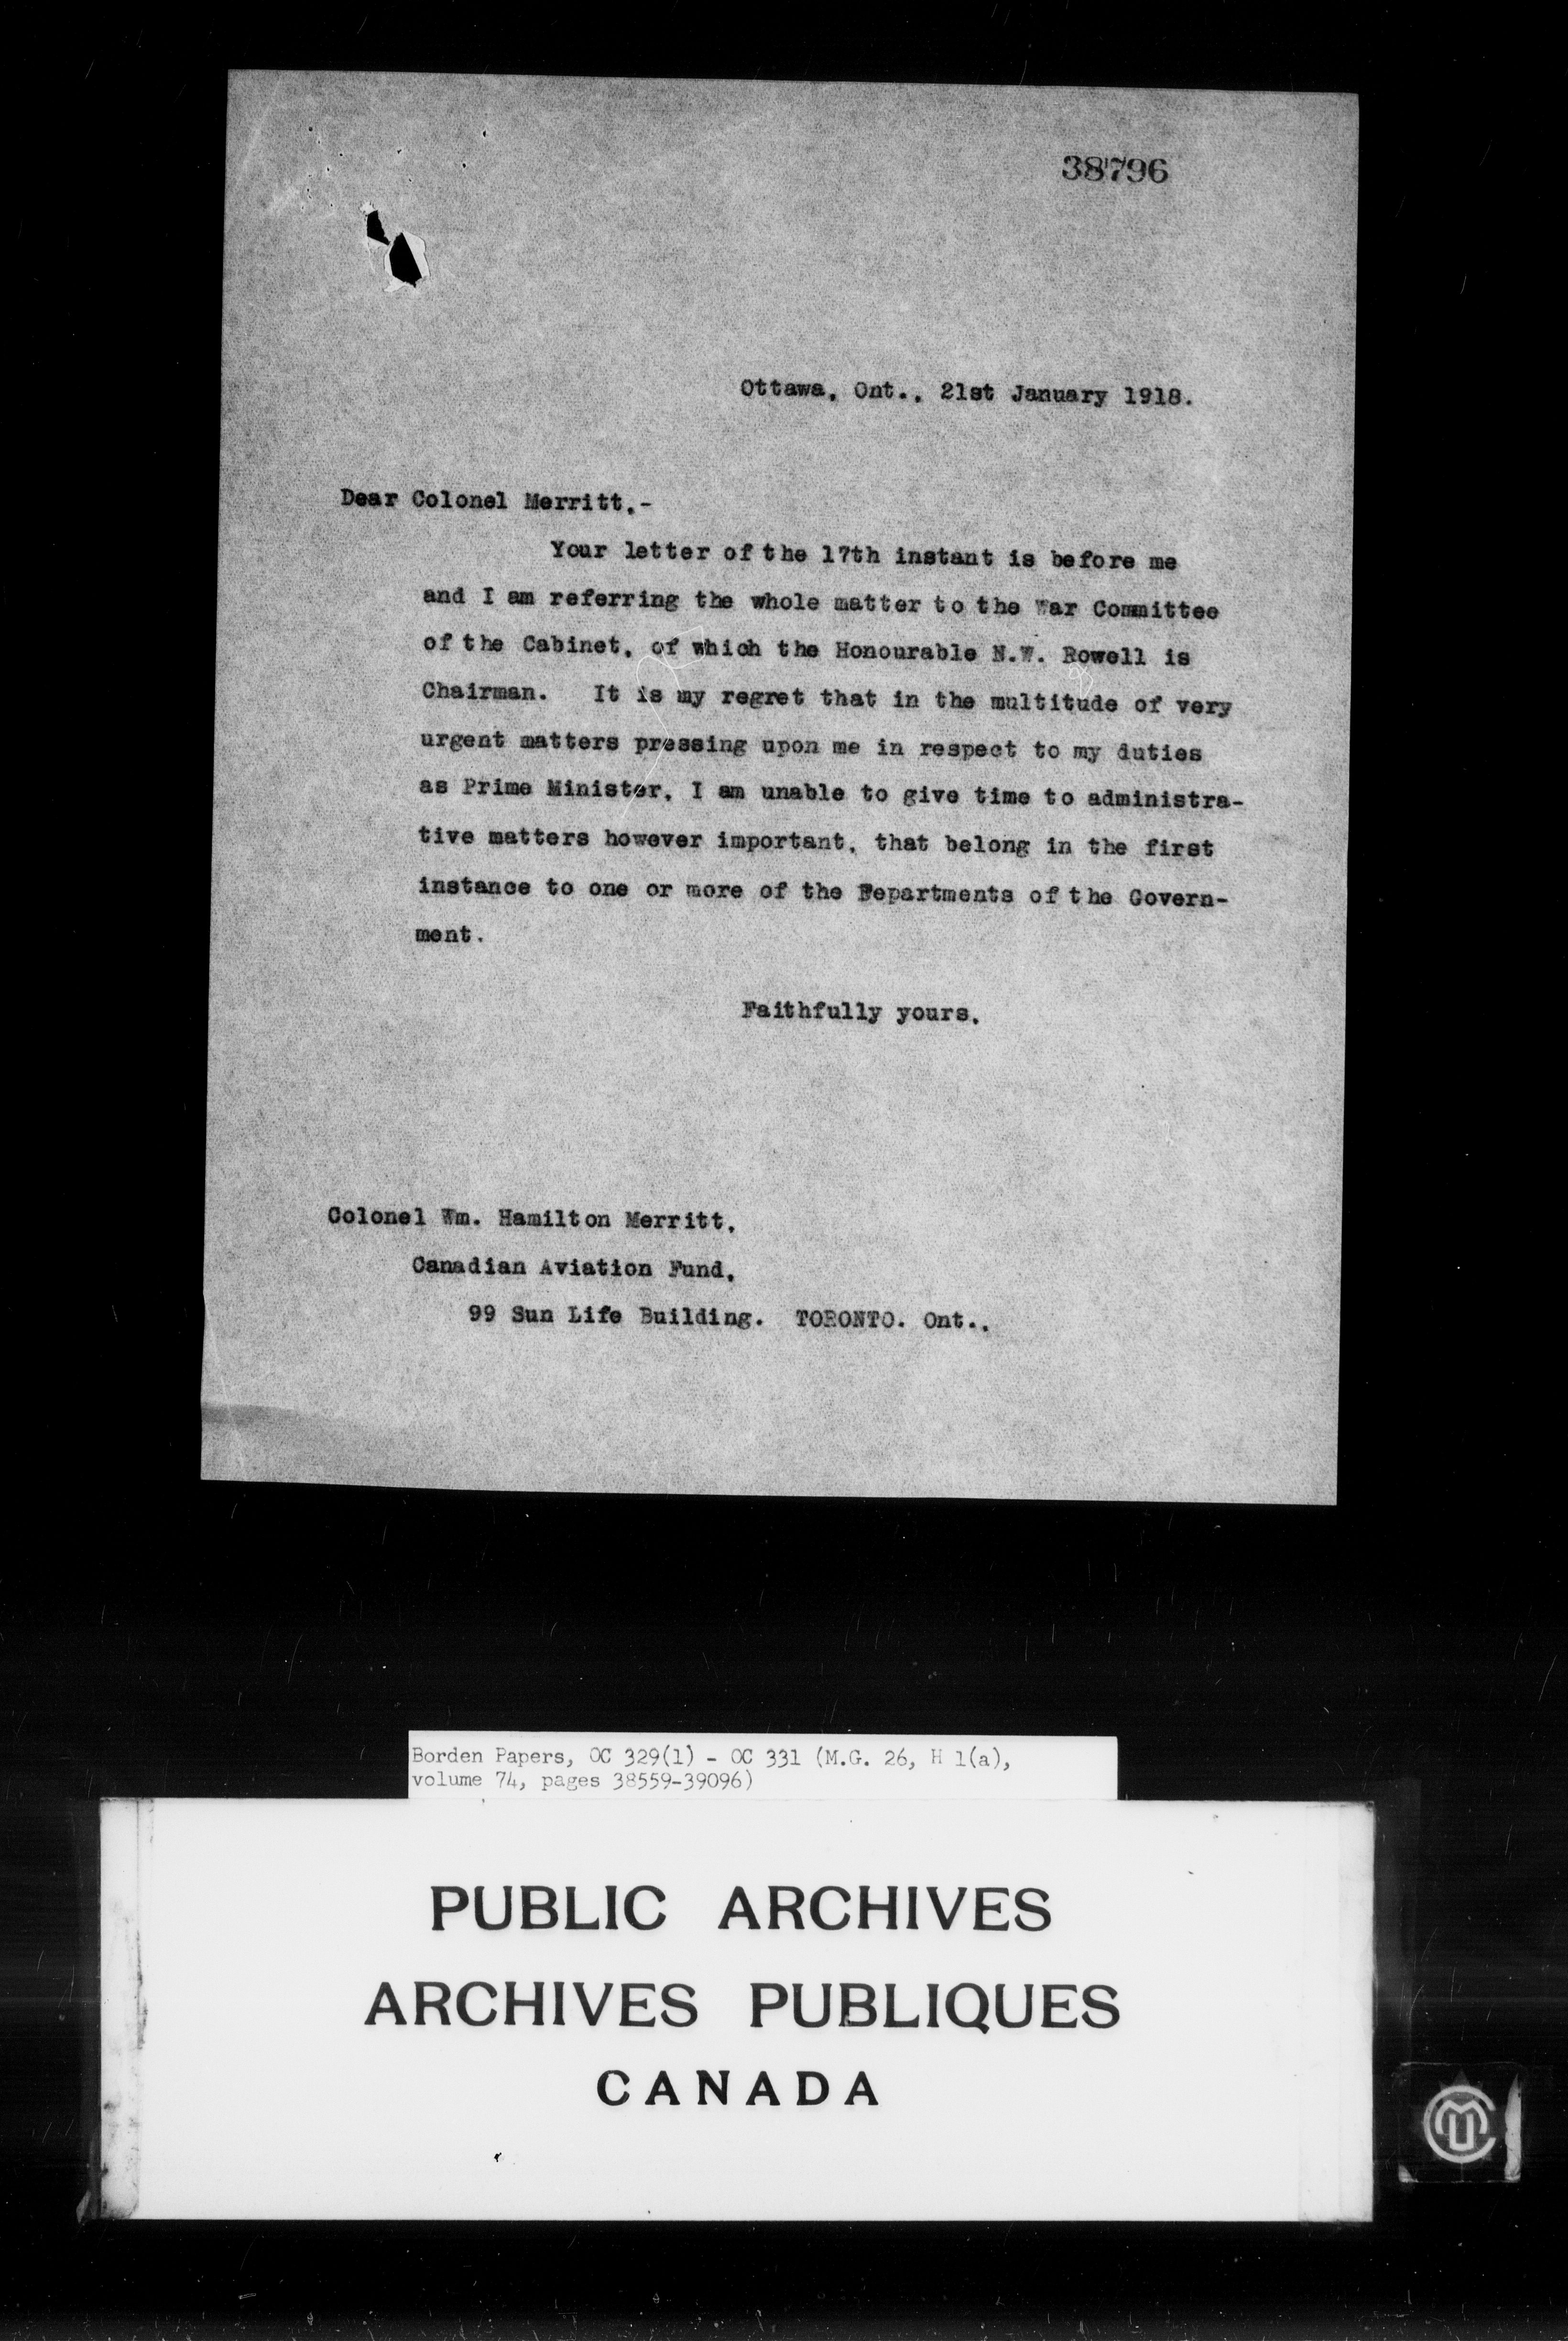 38796
Ottawa, Ont., 21st January 1918.
Dear Colonel Merritt,-
Your letter of the 17th instant is before me
and I am referring the whole matter to the War Committee
of the Cabinet, of which the Honourable N.W. Rowell is
Chairman. It is my regret that in the multitude of very
urgent matters pressing upon me in respect to my duties
as Prime Minister, I am unable to give time to administra-
tive matters however important, that belong in the first
instance to one or more of the Departments of the Govern-
ment.
Faithfully yours,
Colonel Wm. Hamilton Merritt,
Canadian Aviation Fund,
99 Sun Life Building. TORONTO. Ont.,
Borden Papers, OC 329(1) - OC 331 (M.G. 26, H 1(a),
volume 74, pages 38559-39096)
PUBLIC ARCHIVES
ARCHIVES PUBLIQUES
CANADA